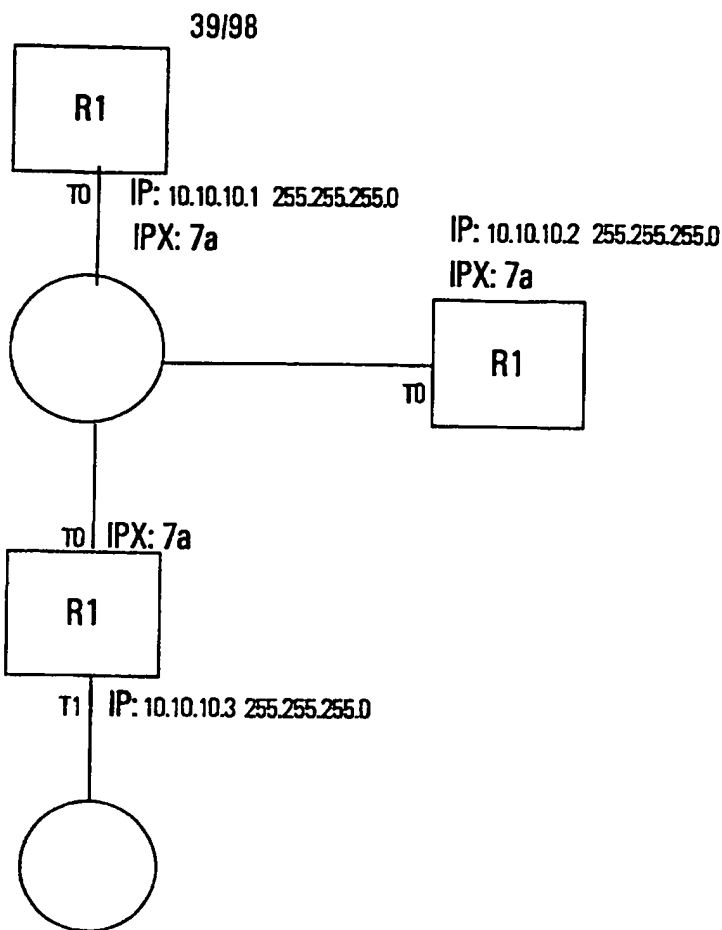 39/98
R1
T0 IP: 10.10.10.1 255.255.255.0
IPX: 7a
IP: 10.10.10.2 255.255.255.0
IPX: 7a
R1
T0
T0 IPX: 7a
R1
T1 IP: 10.10.10.3 255.255.255.0